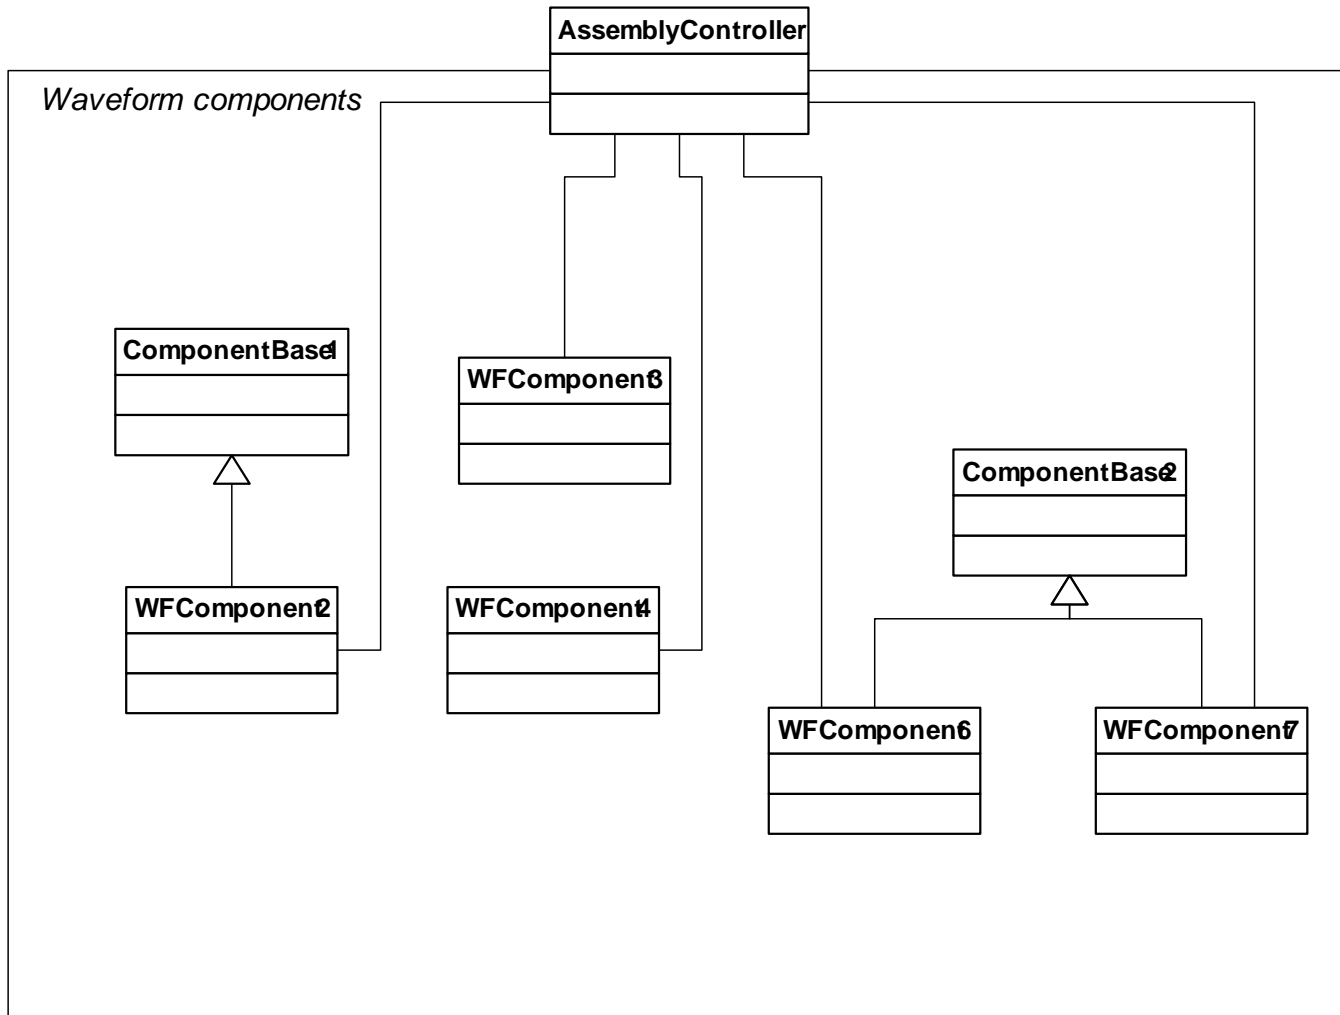 AssemblyController
Waveform components
ComponentBase1
WFComponent3
ComponentBase2
WFComponent2
WFComponent4
WFComponent6
WFComponent7